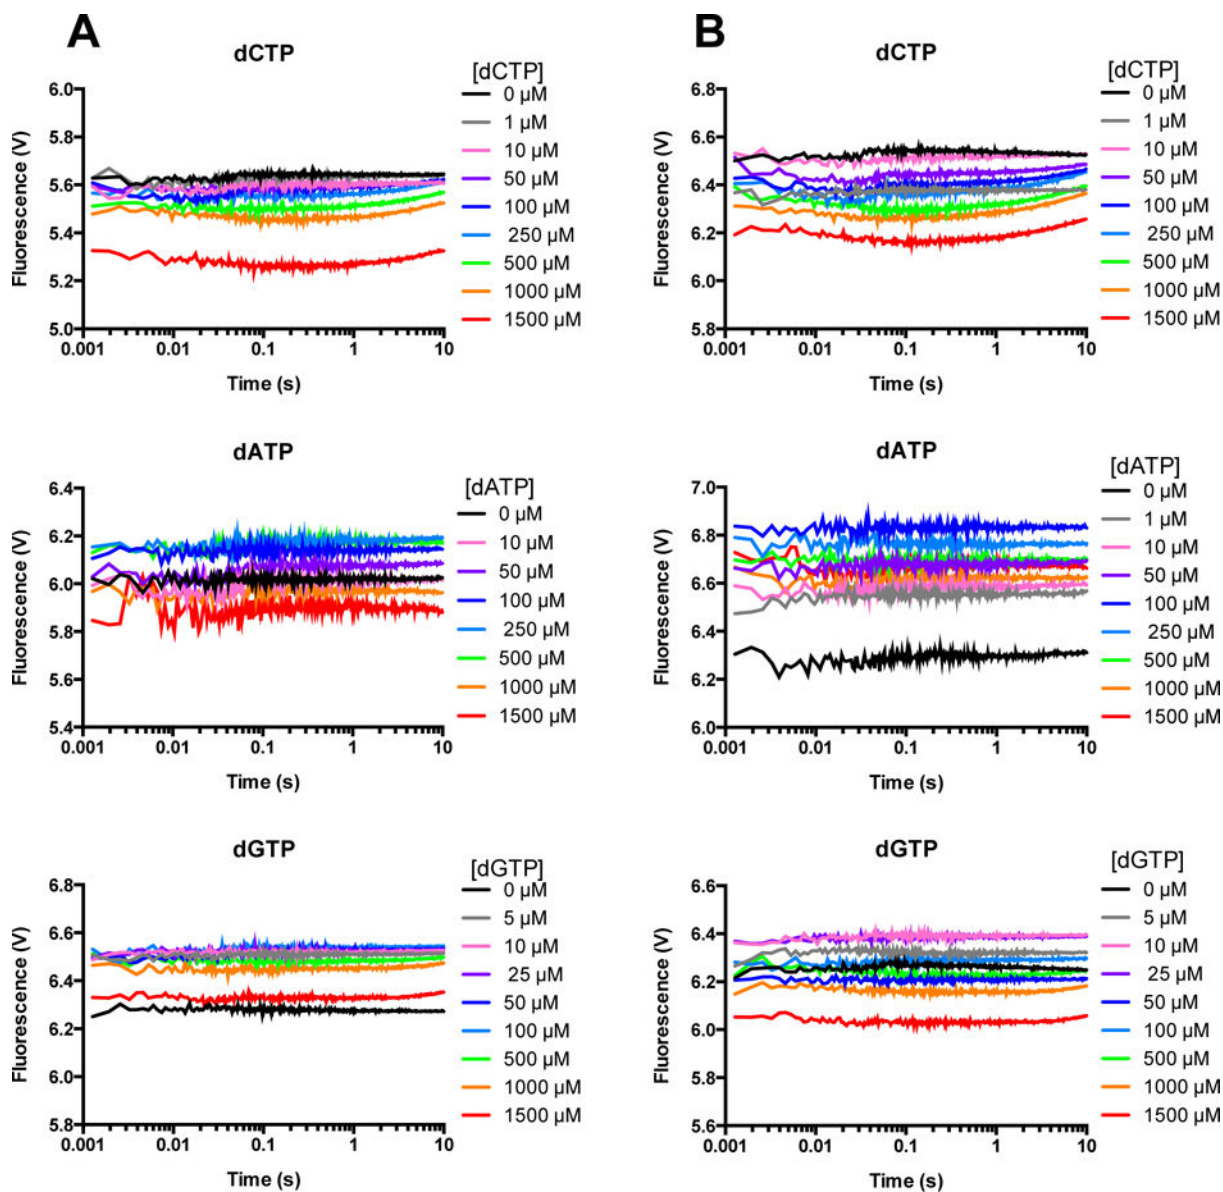 A
dCTP
Fluorescence (V)
6.0
5.8
5.6
5.4
5.2
5.0
0.001
0.01
0.1
1
10
Time (s)
[dCTP]
0 µM
1 µM
10 µM
50 µM
100 µM
250 µM
500 µM
1000 µM
1500 µM
B
dCTP
Fluorescence (V)
6.8
6.6
6.4
6.2
6.0
5.8
0.001
0.01
0.1
1
10
Time (s)
[dCTP]
0 µM
1 µM
10 µM
50 µM
100 µM
250 µM
500 µM
1000 µM
1500 µM
dATP
Fluorescence (V)
6.4
6.2
6.0
5.8
5.6
5.4
0.001
0.01
0.1
1
10
Time (s)
[dATP]
0 µM
10 µM
50 µM
100 µM
250 µM
500 µM
1000 µM
1500 µM
dATP
Fluorescence (V)
7.0
6.8
6.6
6.4
6.2
6.0
0.001
0.01
0.1
1
10
Time (s)
[dATP]
0 µM
1 µM
10 µM
50 µM
100 µM
250 µM
500 µM
1000 µM
1500 µM
dGTP
Fluorescence (V)
6.8
6.6
6.4
6.2
6.0
5.8
0.001
0.01
0.1
1
10
Time (s)
[dGTP]
0 µM
5 µM
10 µM
25 µM
50 µM
100 µM
500 µM
1000 µM
1500 µM
dGTP
Fluorescence (V)
6.6
6.4
6.2
6.0
5.8
5.6
0.001
0.01
0.1
1
10
Time (s)
[dGTP]
0 µM
5 µM
10 µM
25 µM
50 µM
100 µM
500 µM
1000 µM
1500 µM